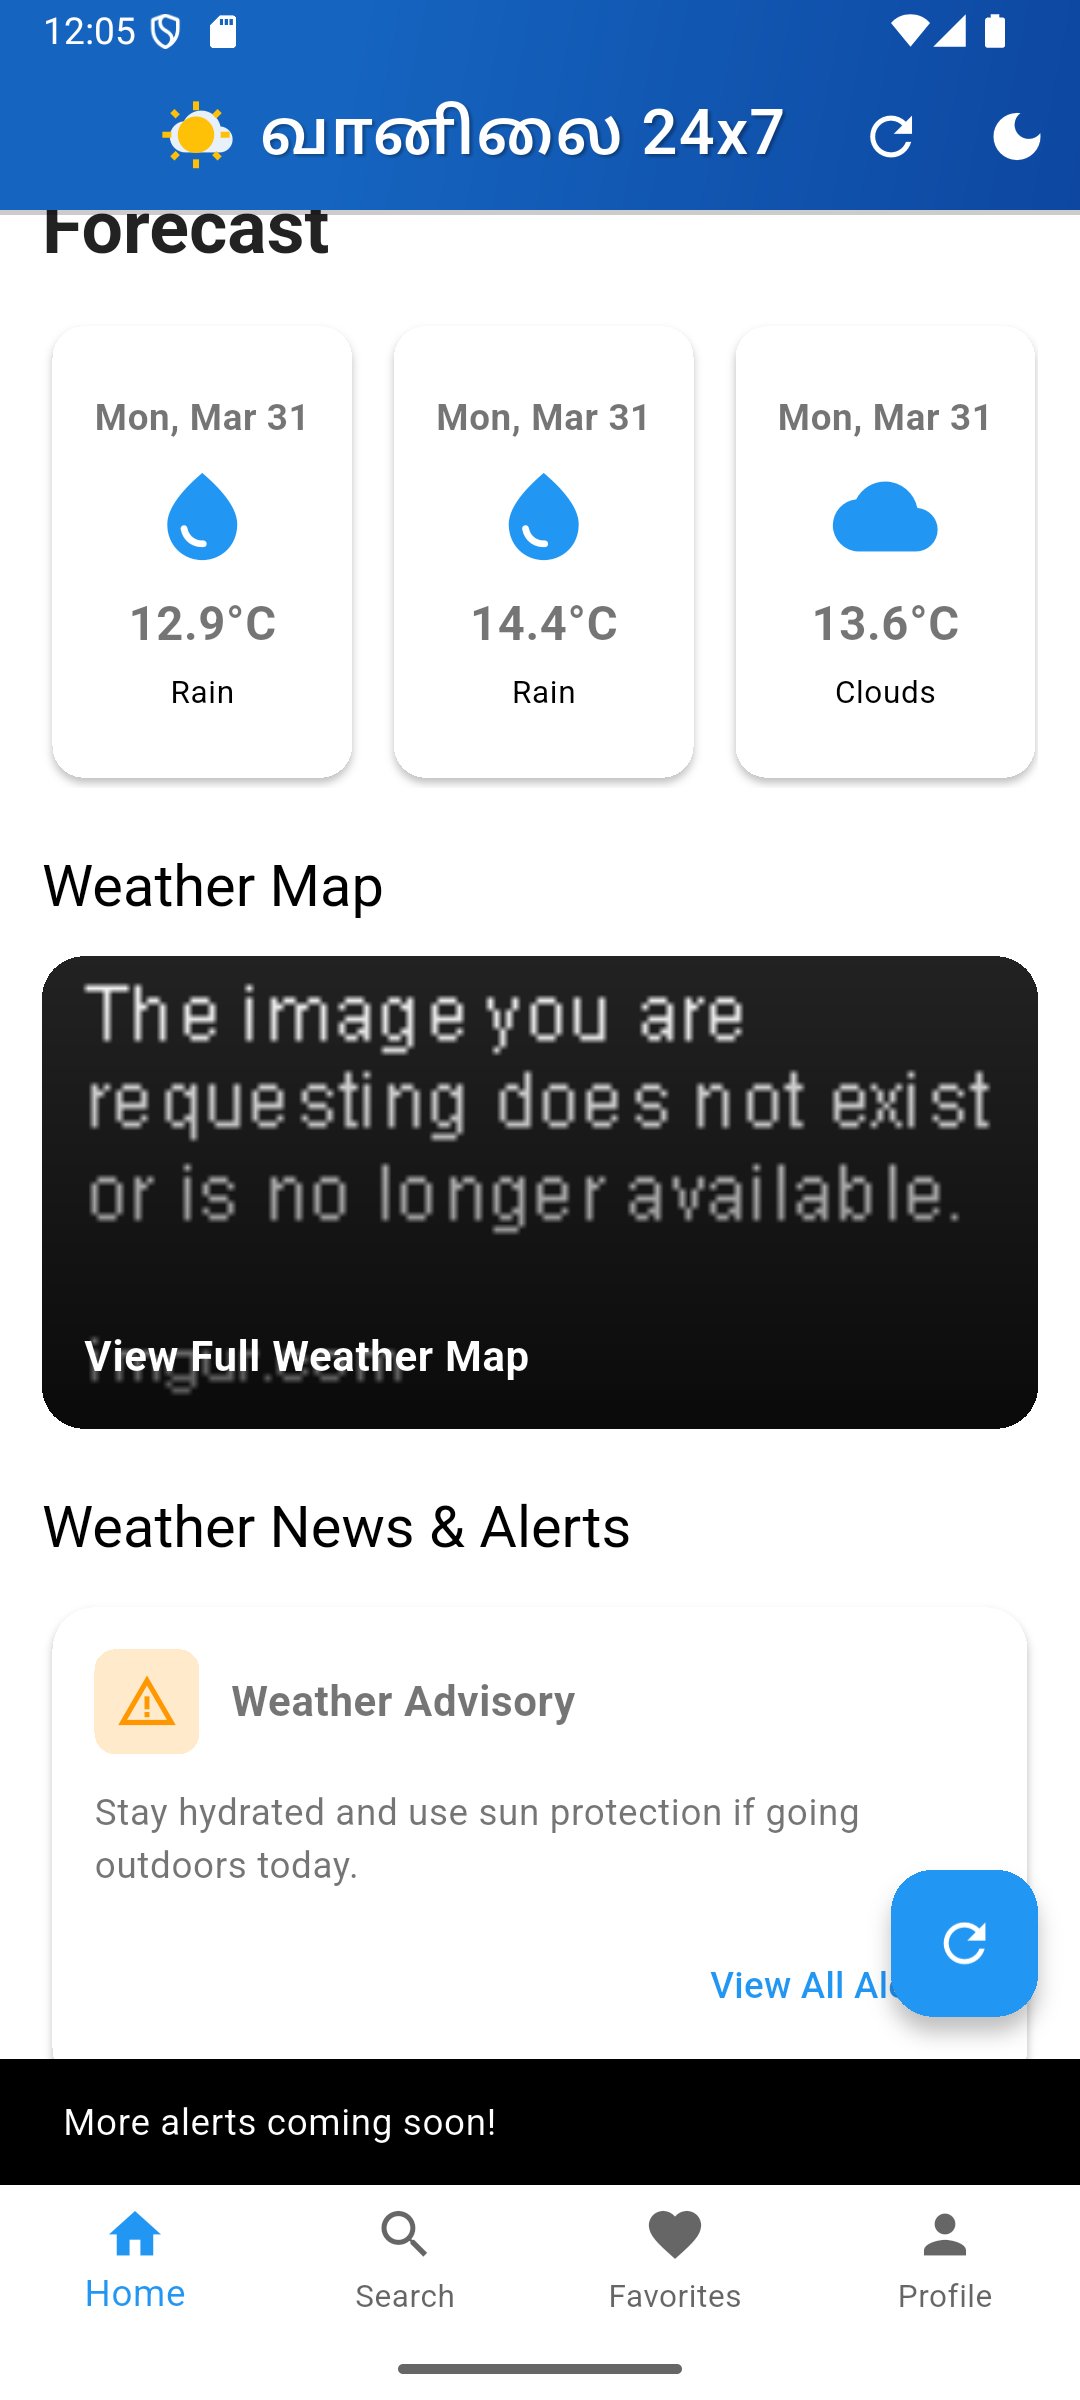 12:05
வானிலை 24x7
Forecast
Mon, Mar 31
Mon, Mar 31
Mon, Mar 31
12.9°C
14.4°C
13.6°C
Rain
Rain
Clouds
Weather Map
The image you are
requesting does not exist
or is no longer available.
imgur.com
View Full Weather Map
Weather News & Alerts
Weather Advisory
Stay hydrated and use sun protection if going
outdoors today.
View All
More alerts coming soon!
Home
Search
Favorites
Profile